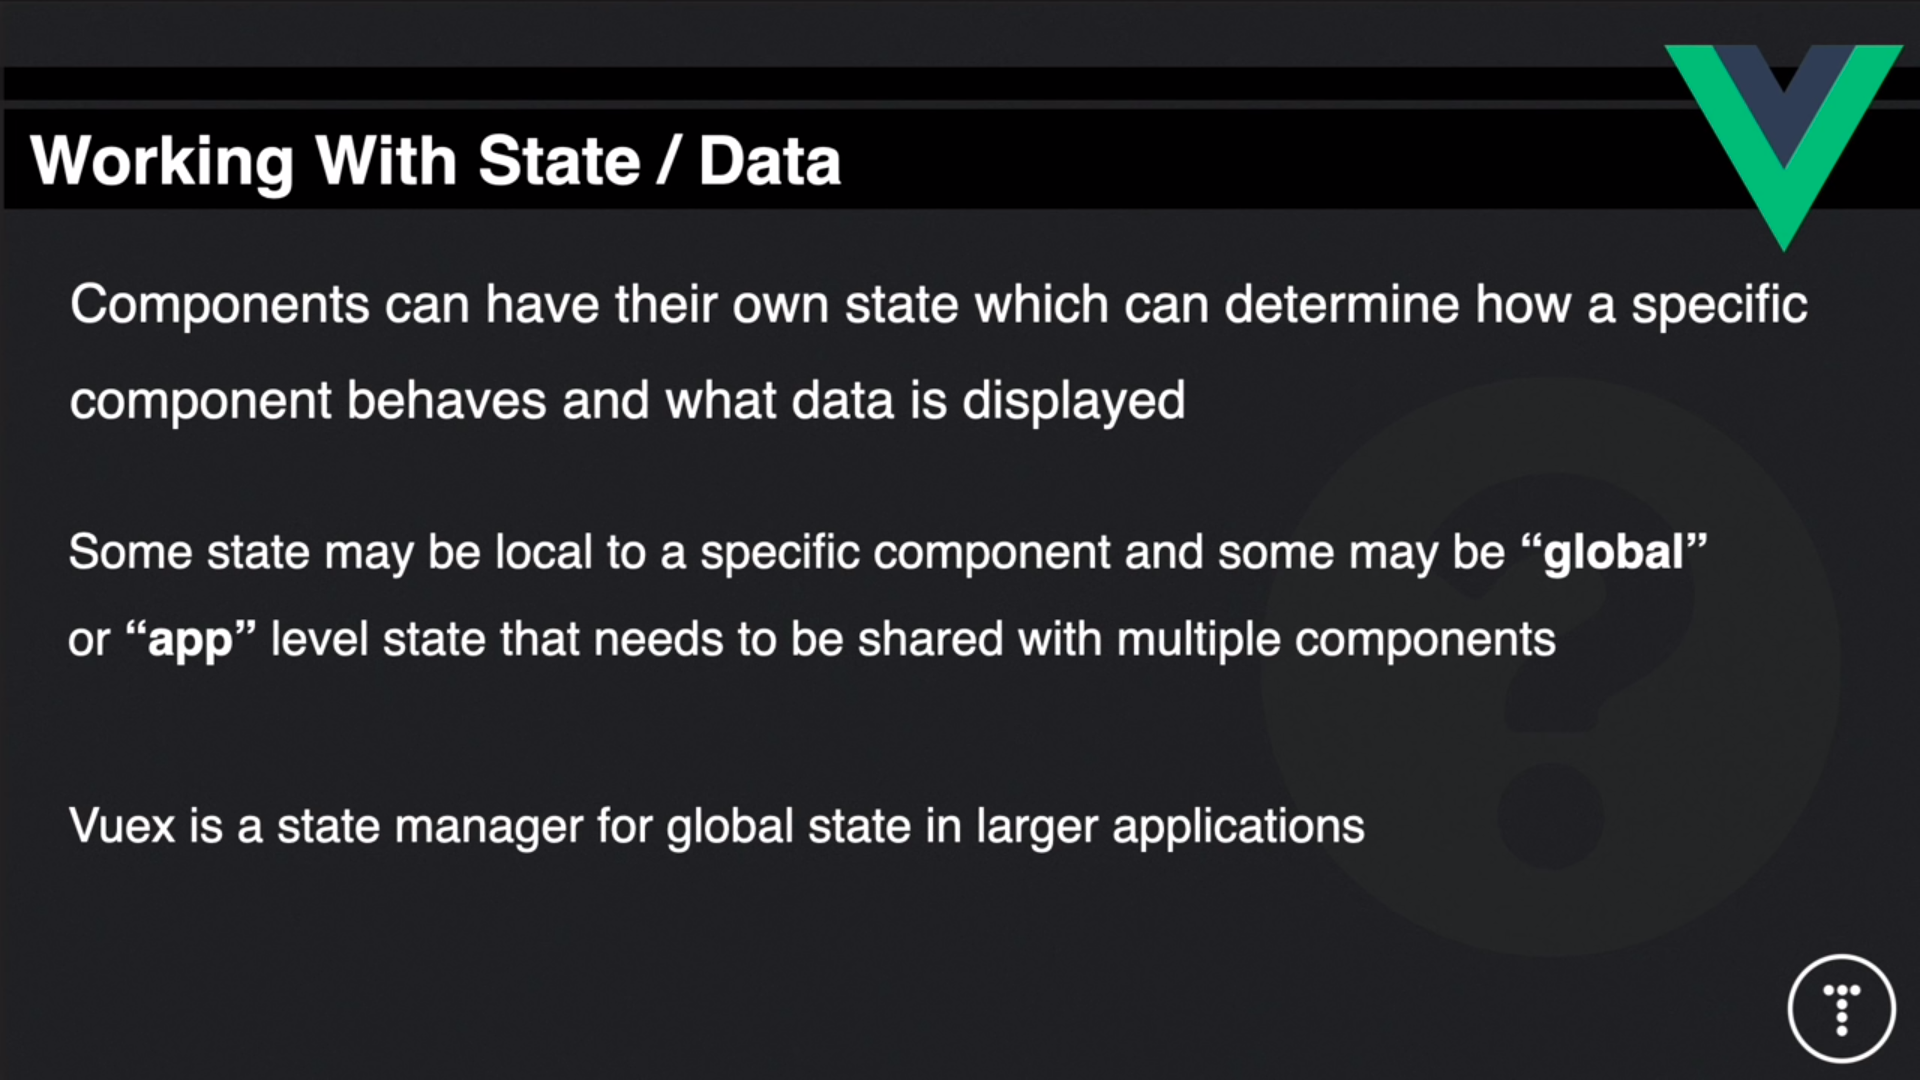 Working With State / Data
Components can have their own state which can determine how a specific
component behaves and what data is displayed
Some state may be local to a specific component and some may be “global”
or “app” level state that needs to be shared with multiple components
Vuex is a state manager for global state in larger applications